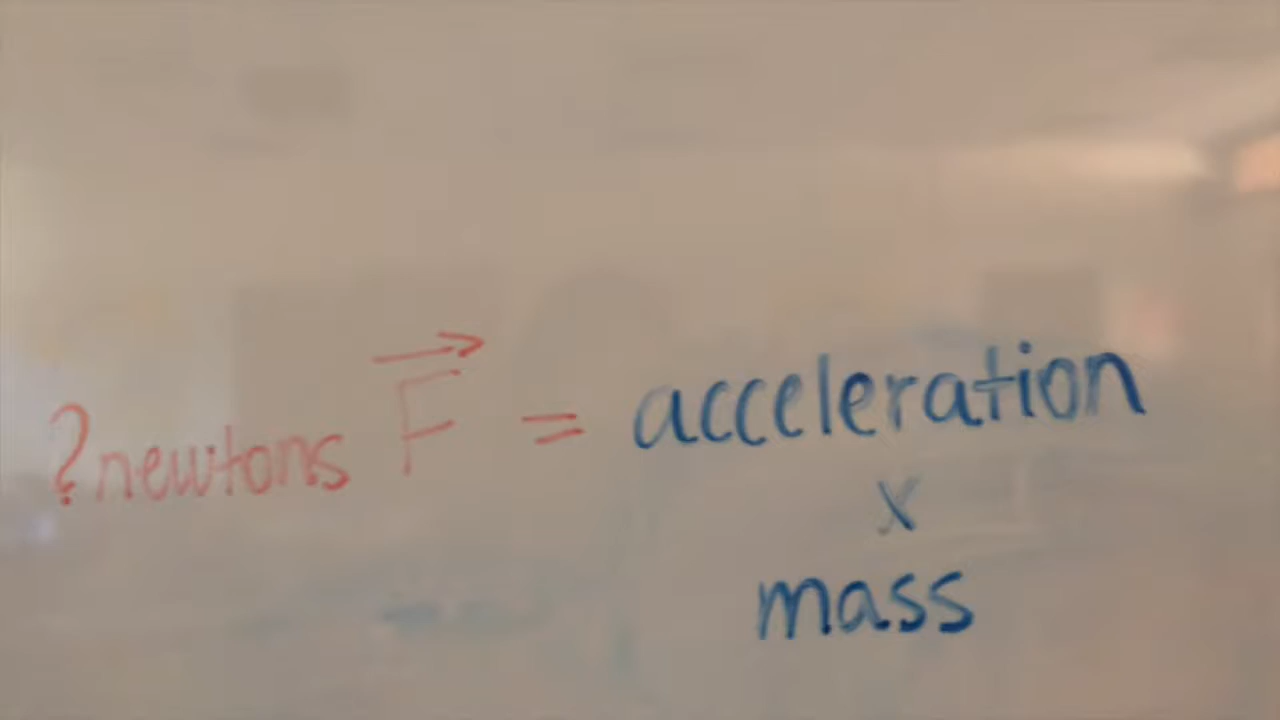 ? newtons F = acceleration
x
mass